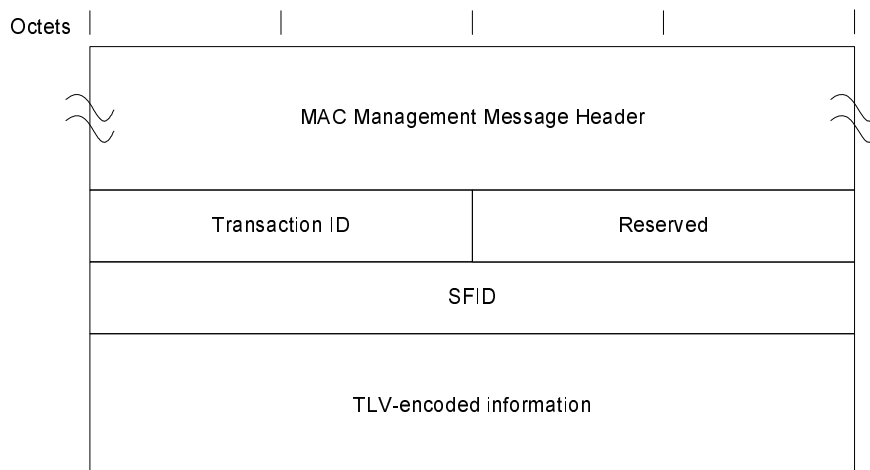 Octets
MAC Management Message Header
Transaction ID
Reserved
SFID
TLV-encoded information